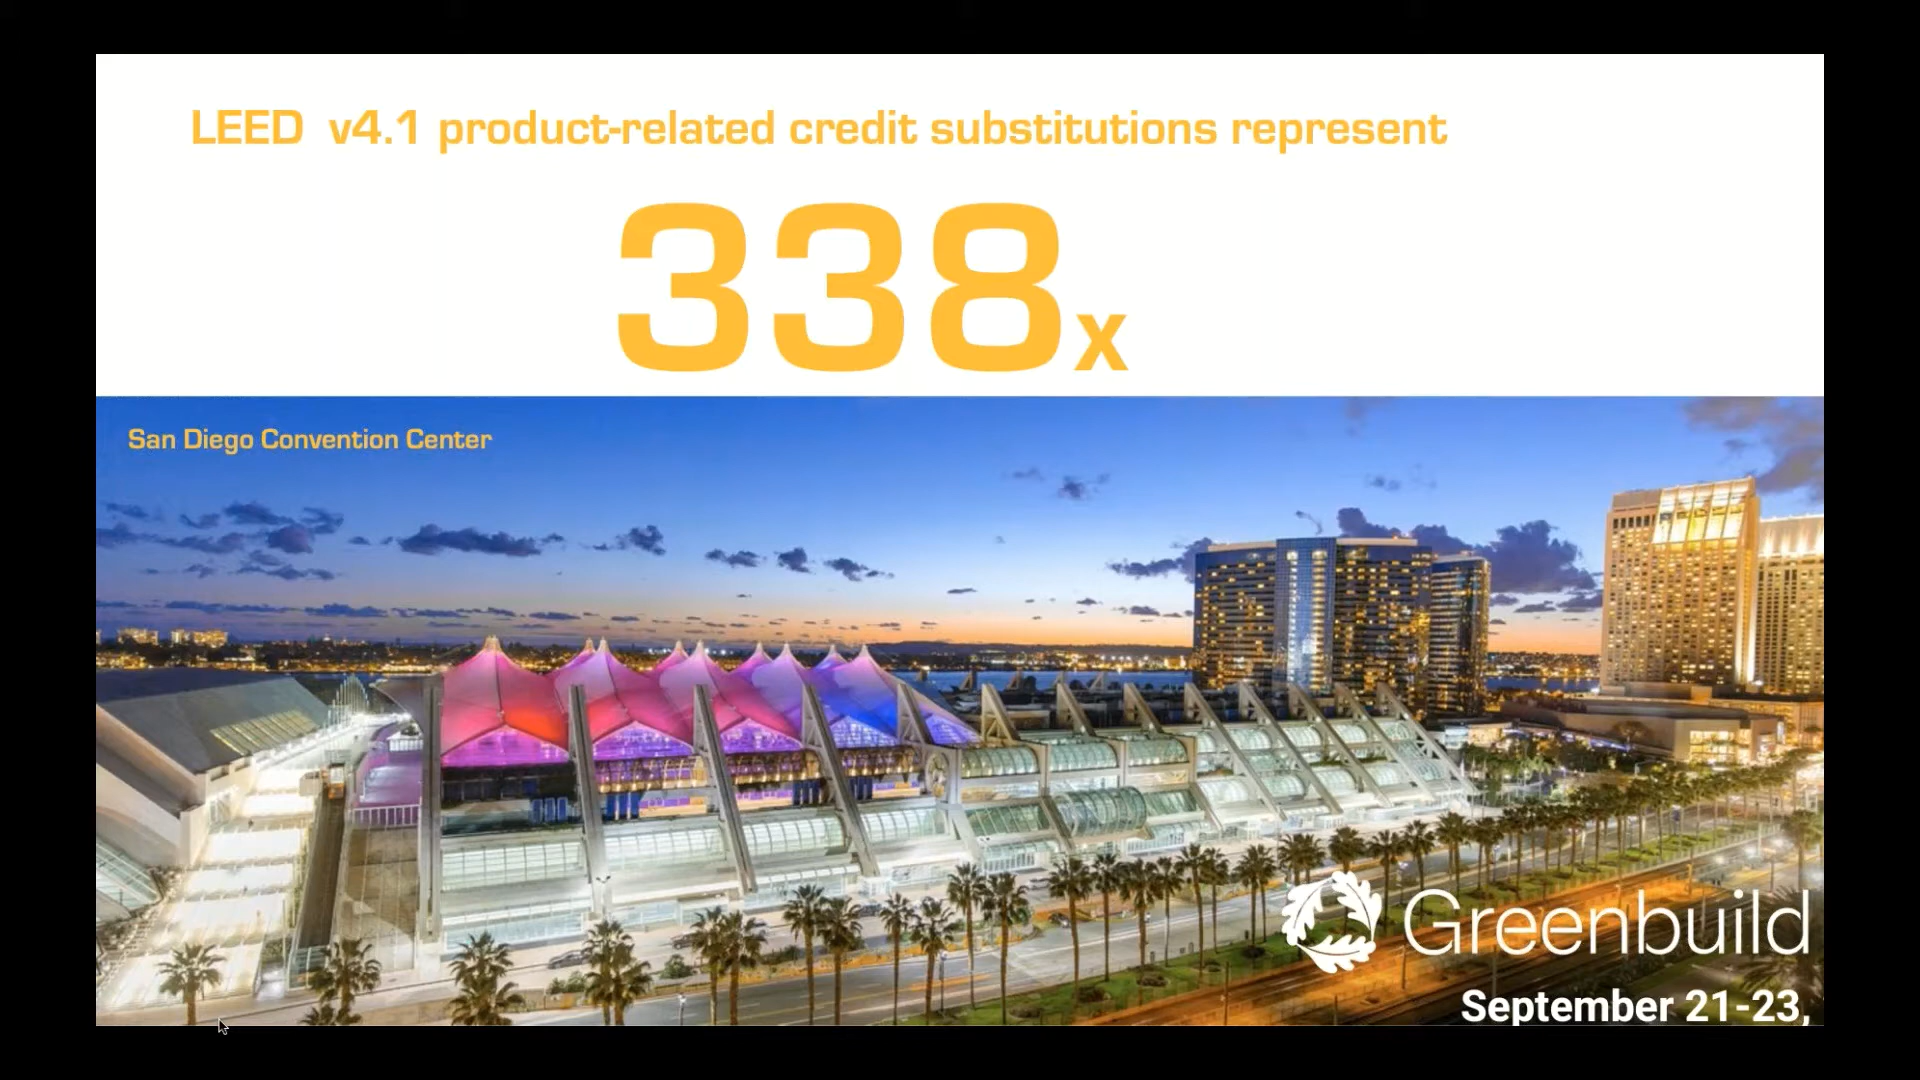 LEED v4.1 product-related credit substitutions represent
338x
San Diego Convention Center
Greenbuild
September 21-23,